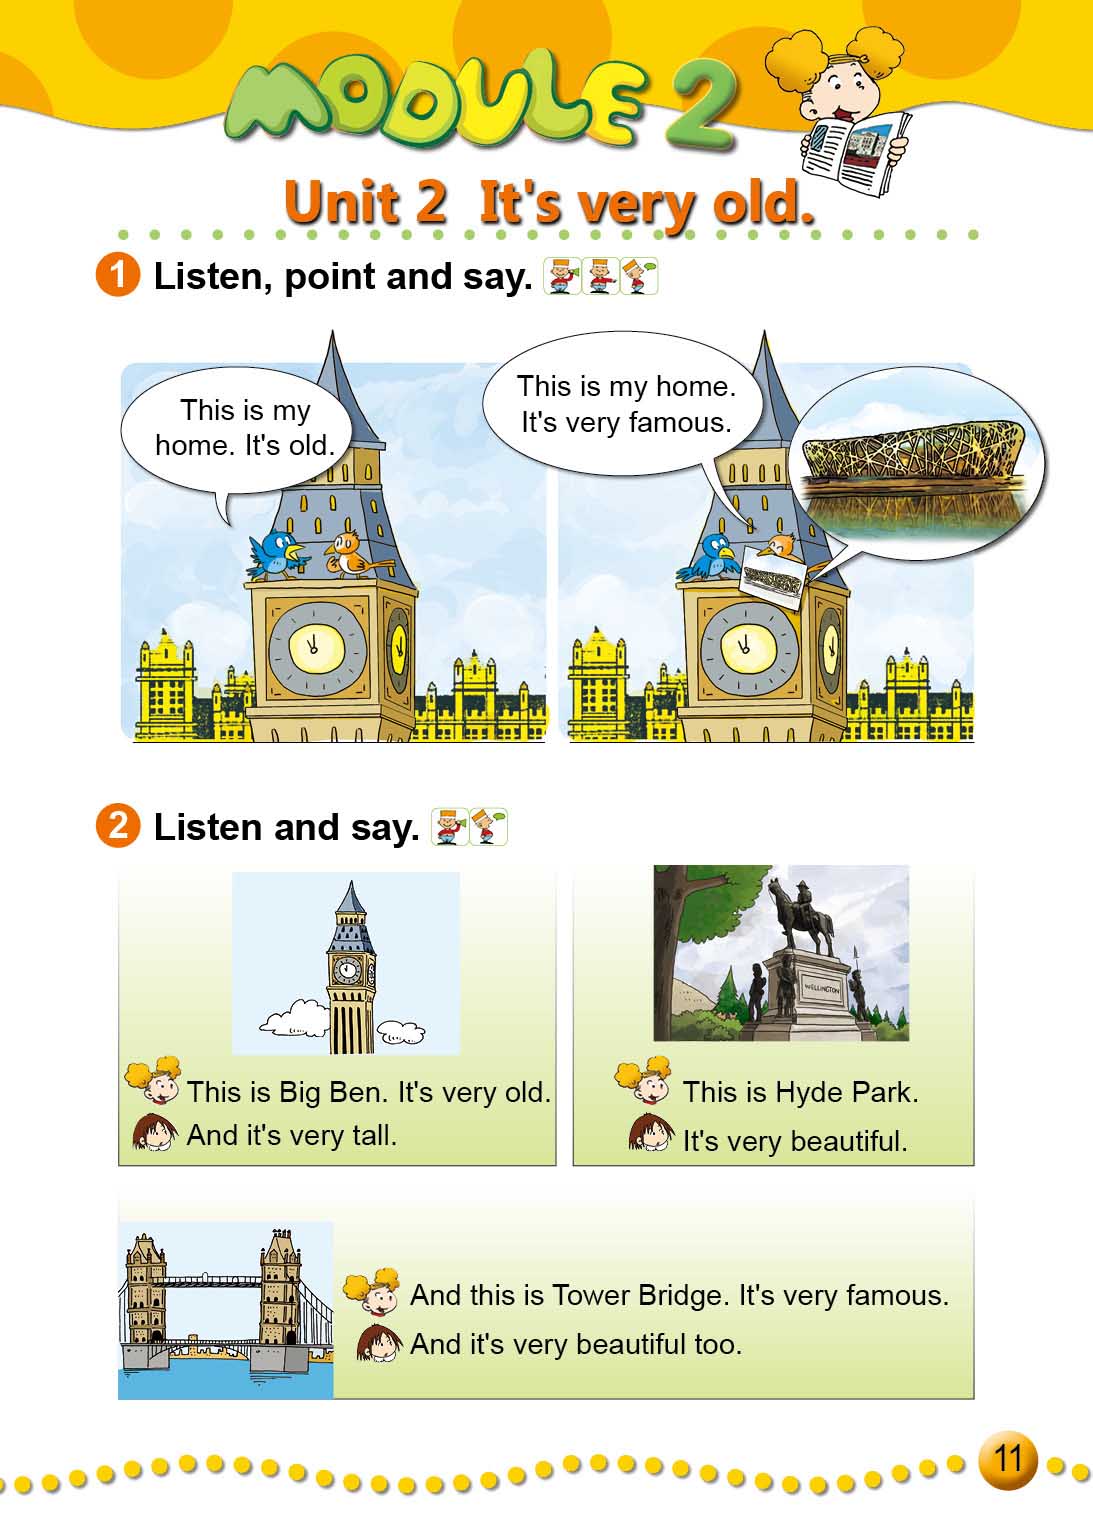 MODULE 2
Unit 2 It's very old.
1 Listen, point and say.
This is my
home. It's old.
This is my home.
It's very famous.
2 Listen and say.
WELLINGTON
This is Big Ben. It's very old.
And it's very tall.
This is Hyde Park.
It's very beautiful.
And this is Tower Bridge. It's very famous.
And it's very beautiful too.
11